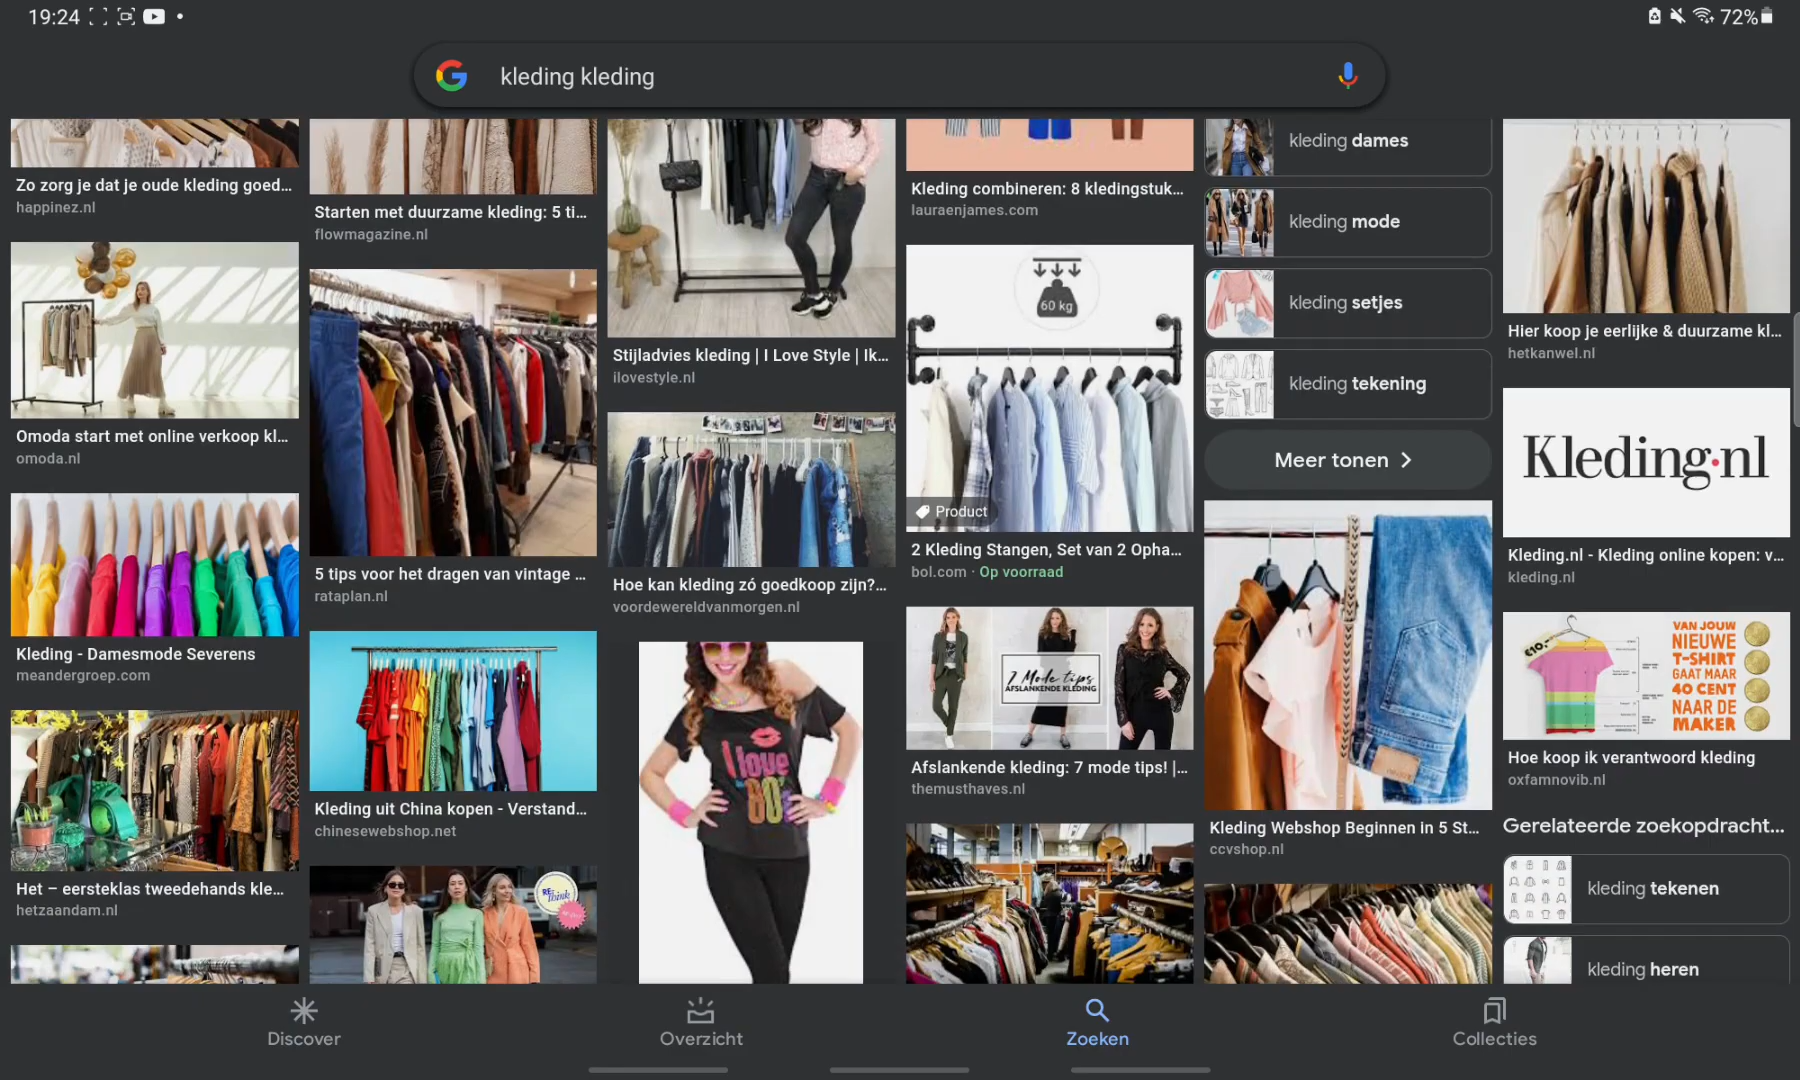 19:24
72%
kleding kleding
Zo zorg je dat je oude kleding goed...
happinez.nl
Omoda start met online verkoop kl...
omoda.nl
Kleding - Damesmode Severens
meandergroep.com
Het – eersteklas tweedehands kle...
hetzaandam.nl
Starten met duurzame kleding: 5 ti...
flowmagazine.nl
5 tips voor het dragen van vintage ...
rataplan.nl
Kleding uit China kopen - Verstand...
chinesewebshop.net
RE-
think
Stijladvies kleding | I Love Style | Ik...
ilovestyle.nl
Hoe kan kleding zó goedkoop zijn?...
voordewereldvanmorgen.nl
I love
the
80's
Kleding combineren: 8 kledingstuk...
lauraenjames.com
60 kg
Product
2 Kleding Stangen, Set van 2 Opha...
bol.com · Op voorraad
7 Mode tips
AFSLANKENDE KLEDING
Afslankende kleding: 7 mode tips! |...
themusthaves.nl
kleding dames
kleding mode
kleding setjes
kleding tekening
Meer tonen
Kleding Webshop Beginnen in 5 St...
ccvshop.nl
Hier koop je eerlijke & duurzame kl...
hetkanwel.nl
Kleding.nl
Kleding.nl - Kleding online kopen: v...
kleding.nl
€10,-
VAN JOUW
NIEUWE
T-SHIRT
GAAT MAAR
40 CENT
NAAR DE
MAKER
Hoe koop ik verantwoord kleding
oxfamnovib.nl
Gerelateerde zoekopdracht...
kleding tekenen
kleding heren
Discover
Overzicht
Zoeken
Collecties